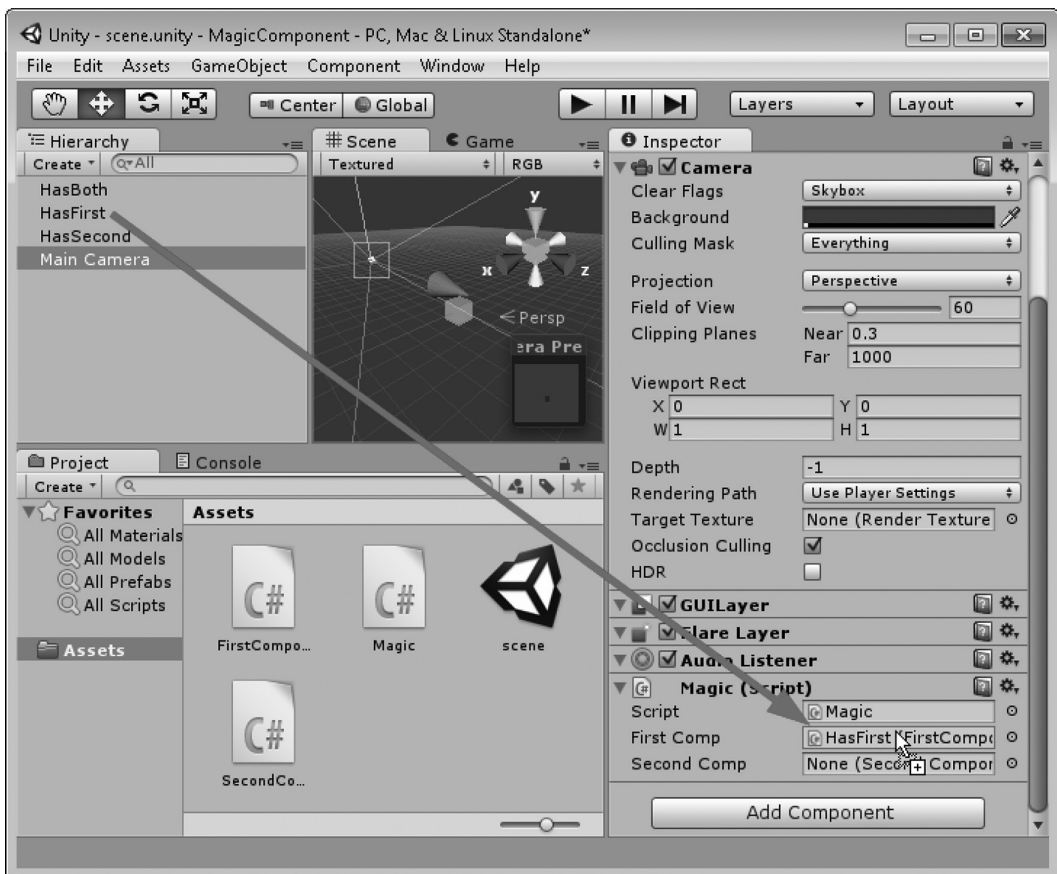 Unity - scene.unity - MagicComponent - PC, Mac & Linux Standalone*
File Edit Assets GameObject Component Window Help
Center Global Layers Layout
Hierarchy
Create All
HasBoth
HasFirst
HasSecond
Main Camera
# Scene Game
Textured RGB
y
x z
Persp
era Pre
Inspector
Camera
Clear Flags Skybox
Background
Culling Mask Everything
Projection Perspective
Field of View 60
Clipping Planes Near 0.3
Far 1000
Viewport Rect
X 0 Y 0
W 1 H 1
Depth -1
Rendering Path Use Player Settings
Target Texture None (Render Texture
Occlusion Culling
HDR
GUILayer
Flare Layer
Audio Listener
Magic (Script)
Script Magic
First Comp HasFirst (FirstCompo
Second Comp None (Second Compor
Add Component
Project Console
Create
Favorites
All Materials
All Models
All Prefabs
All Scripts
Assets
Assets
C# C#
FirstCompo... Magic scene
C#
SecondCo...